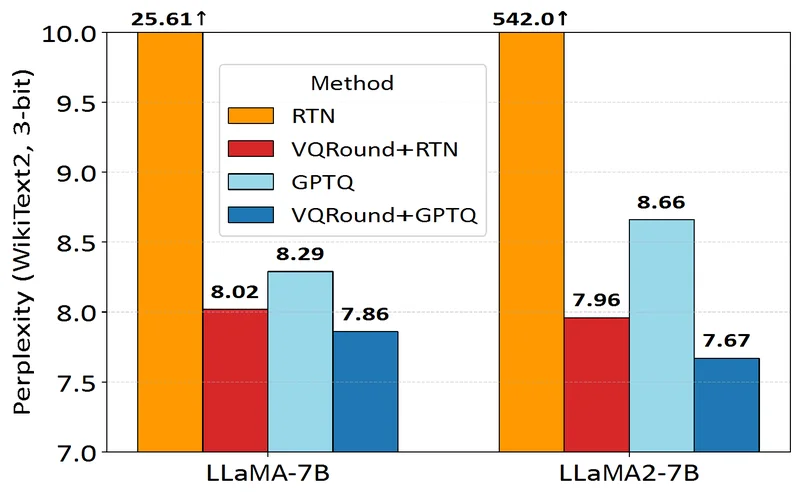 25.61↑
542.0↑
10.0
9.5
9.0
8.5
8.0
7.5
7.0
Perplexity (WikiText2, 3-bit)
Method
RTN
VQRound+RTN
GPTQ
VQRound+GPTQ
8.02
8.29
7.86
7.96
8.66
7.67
LLaMA-7B
LLaMA2-7B